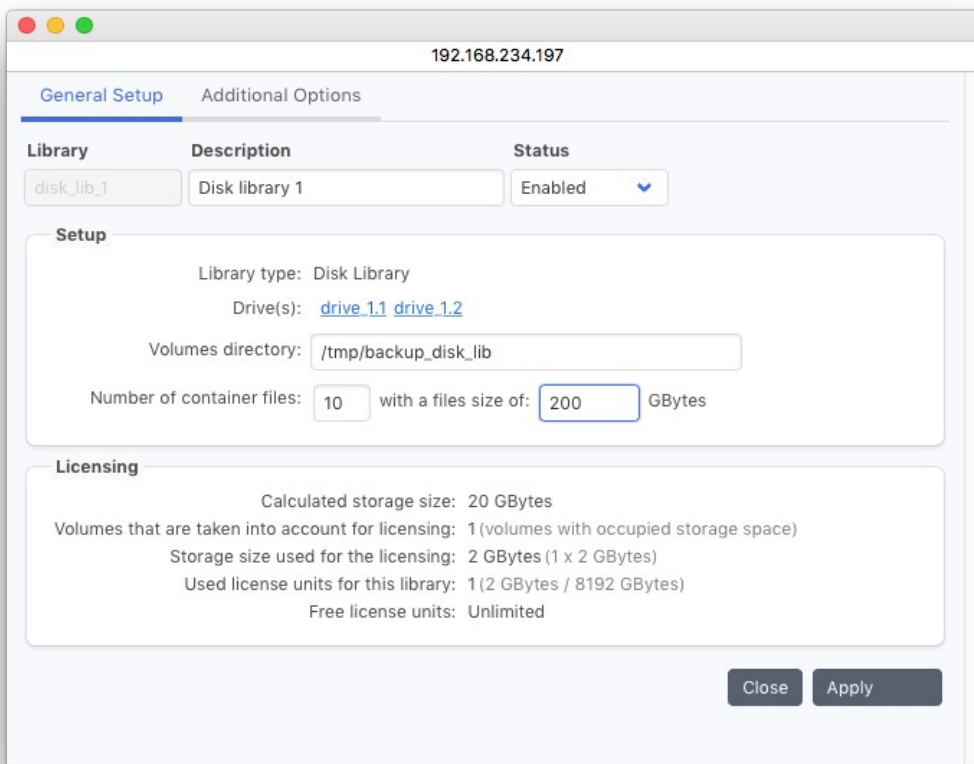 192.168.234.197
General Setup Additional Options
Library Description Status
disk_lib_1 Disk library 1 Enabled
Setup
Library type: Disk Library
Drive(s): drive_1.1 drive_1.2
Volumes directory: /tmp/backup_disk_lib
Number of container files: 10 with a files size of: 200 GBytes
Licensing
Calculated storage size: 20 GBytes
Volumes that are taken into account for licensing: 1 (volumes with occupied storage space)
Storage size used for the licensing: 2 GBytes (1 x 2 GBytes)
Used license units for this library: 1 (2 GBytes / 8192 GBytes)
Free license units: Unlimited
Close Apply